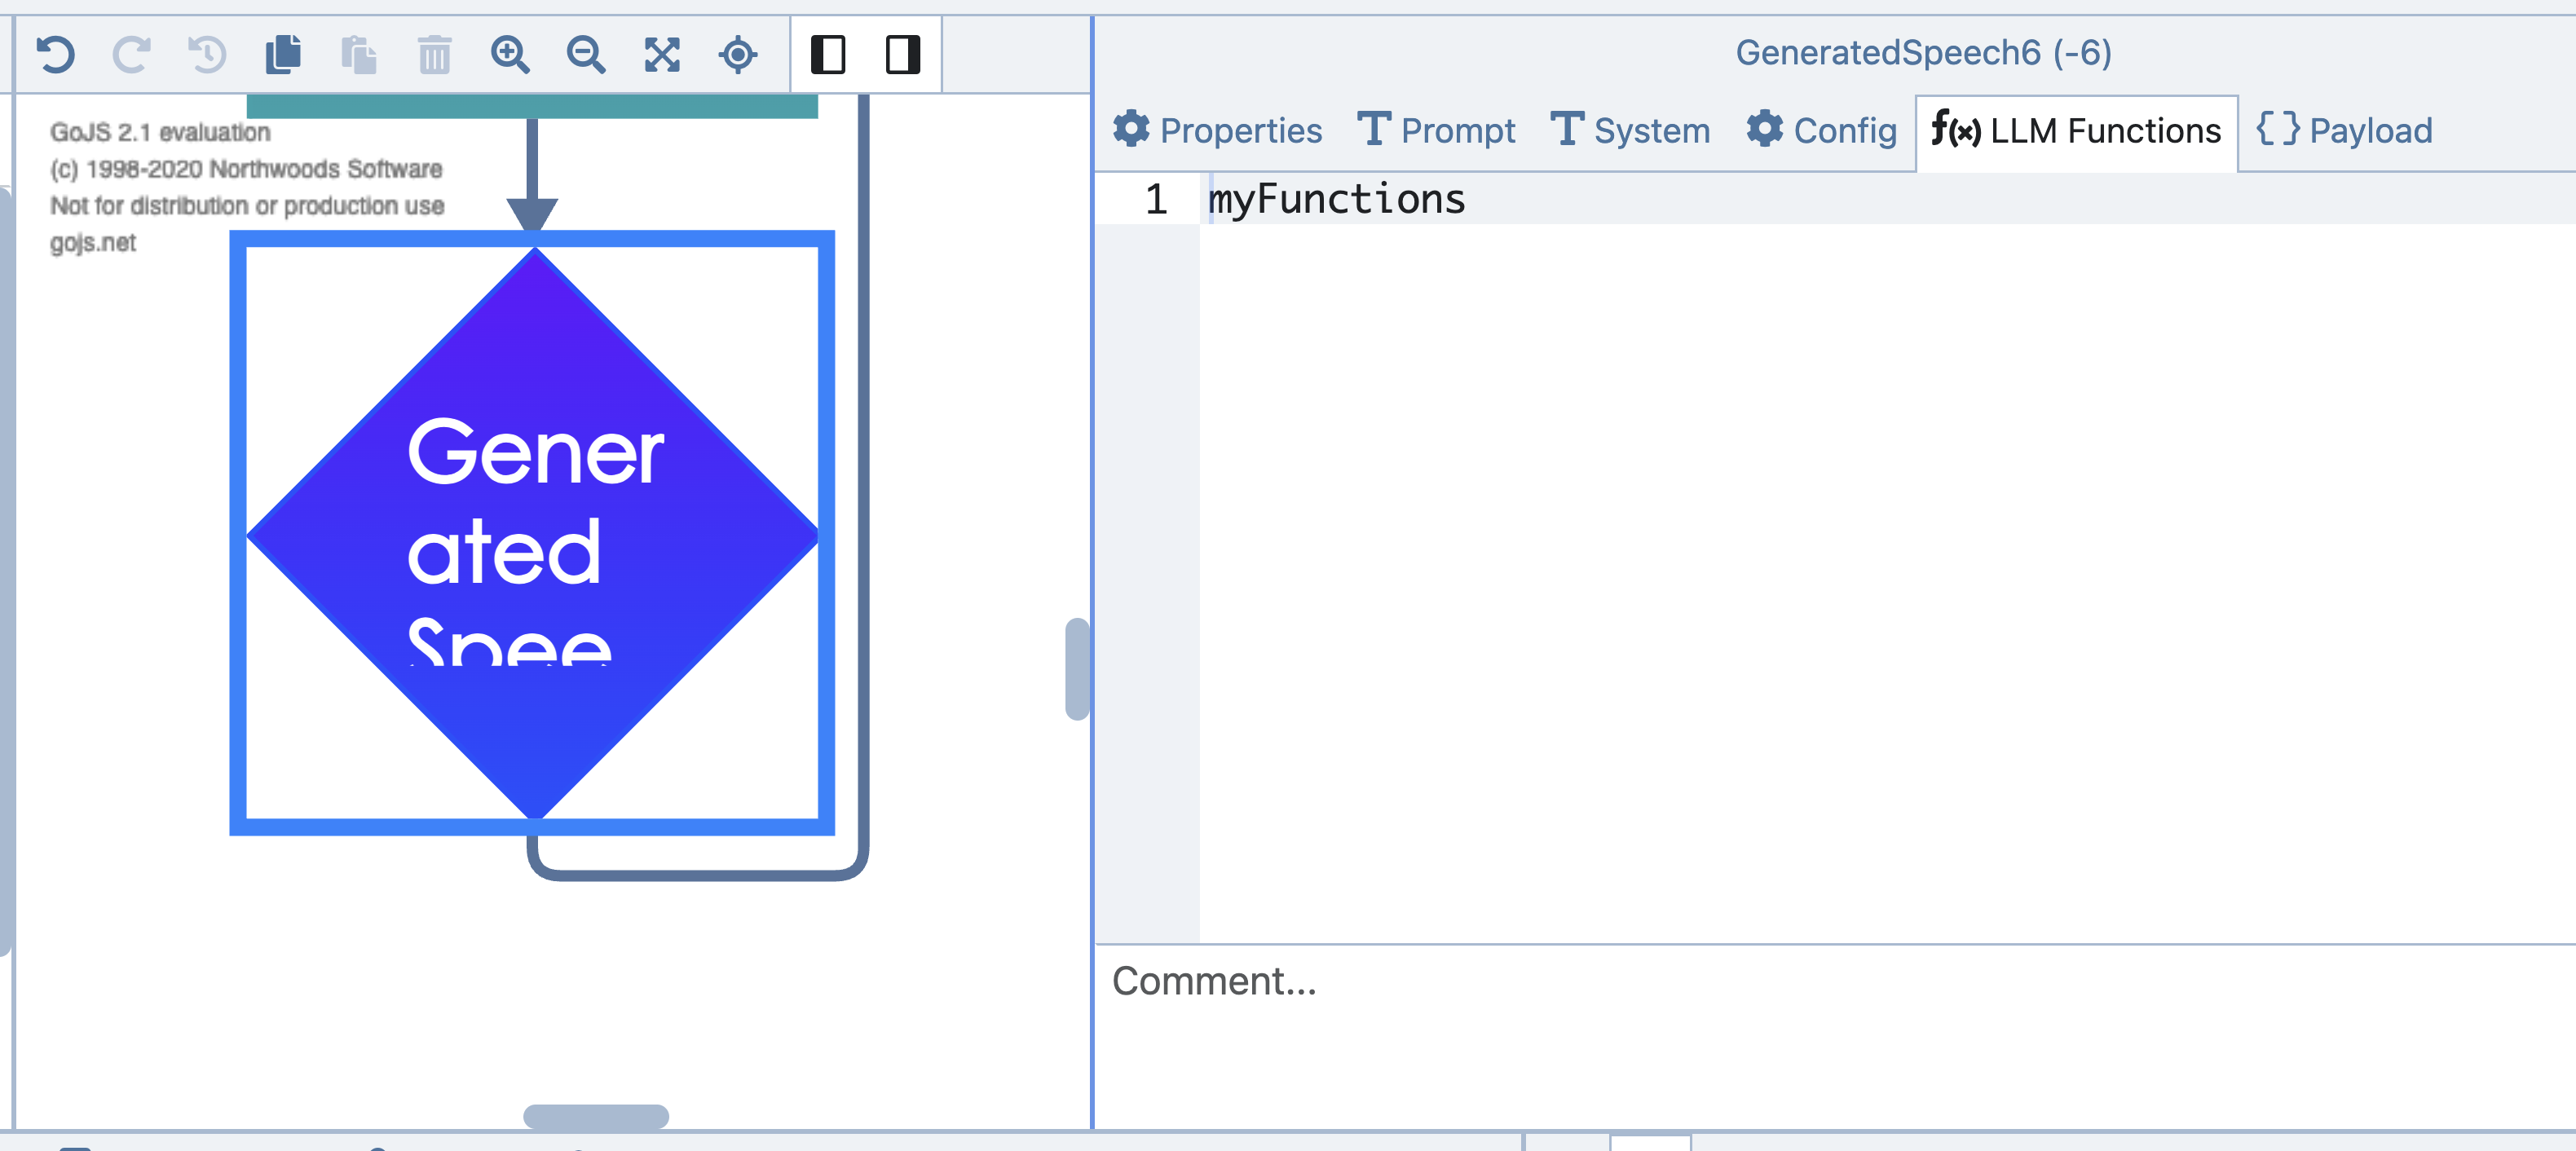 GeneratedSpeech6 (-6)
Properties
Prompt
System
Config
f(x) LLM Functions
{} Payload
GoJS 2.1 evaluation
(c) 1998-2020 Northwoods Software
Not for distribution or production use
gojs.net
Gener
ated
Spee
1 myFunctions
Comment...